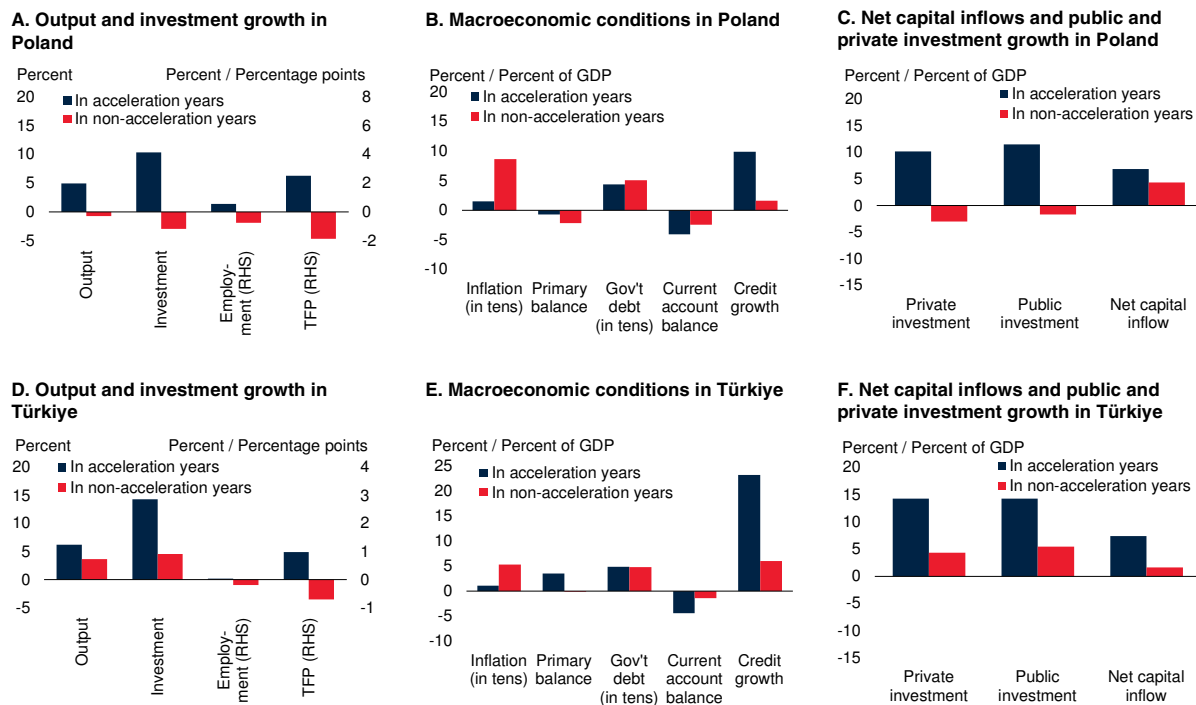 A. Output and investment growth in
Poland
Percent
Percent / Percentage points
20
15
10
5
0
-5
8
6
4
2
0
-2
In acceleration years
In non-acceleration years
Output
Investment
Employ-
ment (RHS)
TFP (RHS)
B. Macroeconomic conditions in Poland
Percent / Percent of GDP
20
15
10
5
0
-5
-10
In acceleration years
In non-acceleration years
Inflation
(in tens)
Primary
balance
Gov't
debt
(in tens)
Current
account
balance
Credit
growth
C. Net capital inflows and public and
private investment growth in Poland
Percent / Percent of GDP
20
15
10
5
0
-5
-10
-15
In acceleration years
In non-acceleration years
Private
investment
Public
investment
Net capital
inflow
D. Output and investment growth in
Türkiye
Percent
Percent / Percentage points
20
15
10
5
0
-5
4
3
2
1
0
-1
In acceleration years
In non-acceleration years
Output
Investment
Employ-
ment (RHS)
TFP (RHS)
E. Macroeconomic conditions in Türkiye
Percent / Percent of GDP
25
20
15
10
5
0
-5
-10
In acceleration years
In non-acceleration years
Inflation
(in tens)
Primary
balance
Gov't
debt
(in tens)
Current
account
balance
Credit
growth
F. Net capital inflows and public and
private investment growth in Türkiye
Percent / Percent of GDP
20
15
10
5
0
-5
-10
-15
In acceleration years
In non-acceleration years
Private
investment
Public
investment
Net capital
inflow